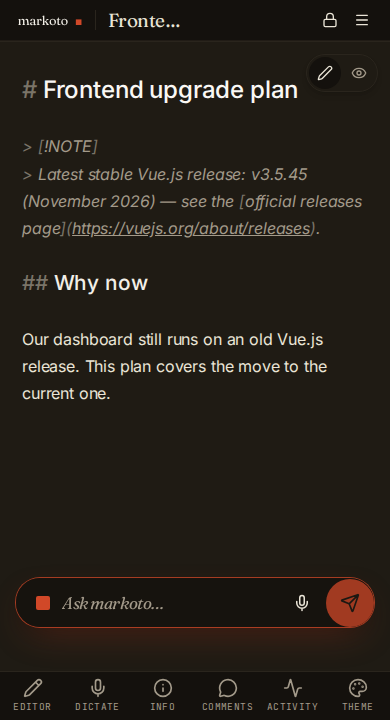 markoto
Fronte...
# Frontend upgrade plan
> [!NOTE]
> Latest stable Vue.js release: v3.5.45
(November 2026) — see the [official releases
page](https://vuejs.org/about/releases).
## Why now
Our dashboard still runs on an old Vue.js
release. This plan covers the move to the
current one.
Ask markoto...
EDITOR DICTATE INFO COMMENTS ACTIVITY THEME